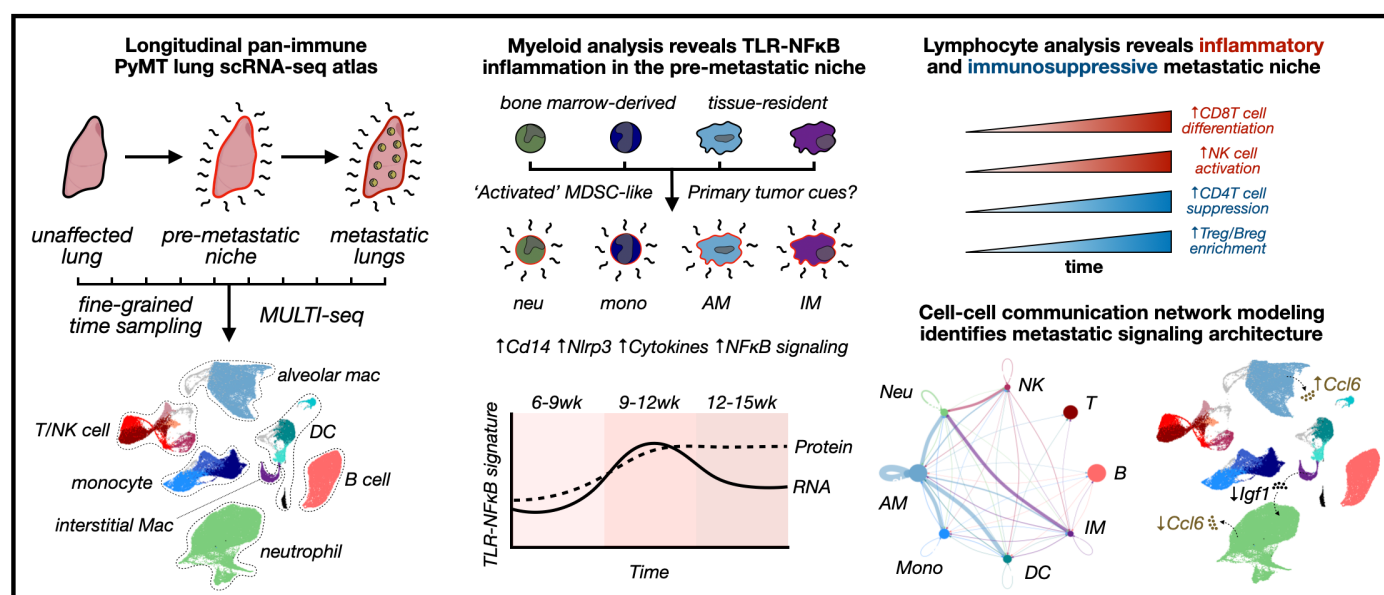 Longitudinal pan-immune
PyMT lung scRNA-seq atlas
unaffected
lung
pre-metastatic
niche
metastatic
lungs
fine-grained
time sampling
MULTI-seq
alveolar mac
T/NK cell
DC
monocyte
B cell
interstitial Mac
neutrophil
Myeloid analysis reveals TLR-NFκB
inflammation in the pre-metastatic niche
bone marrow-derived
tissue-resident
'Activated' MDSC-like
Primary tumor cues?
neu
mono
AM
IM
↑Cd14 ↑Nlrp3 ↑Cytokines ↑NFκB signaling
6-9wk
9-12wk
12-15wk
TLR-NFκB signature
Protein
RNA
Time
Lymphocyte analysis reveals inflammatory
and immunosuppressive metastatic niche
↑CD8T cell
differentiation
↑NK cell
activation
↑CD4T cell
suppression
↑Treg/Breg
enrichment
time
Cell-cell communication network modeling
identifies metastatic signaling architecture
Neu
NK
T
AM
B
IM
Mono
DC
↑Ccl6
↓Igf1
↓Ccl6